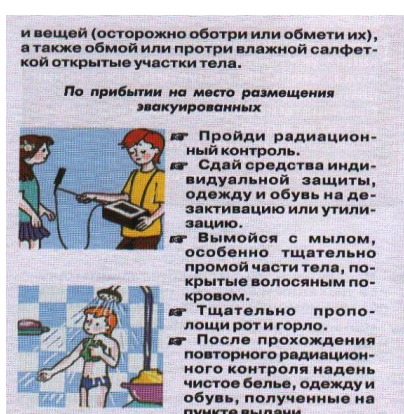 и вещей (осторожно оботри или обмети их),
а также обмой или протри влажной салфет-
кой открытые участки тела.
По прибытии на место размещения
эвакуированных
☞ Пройди радиацион-
ный контроль.
☞ Сдай средства инди-
видуальной защиты,
одежду и обувь на де-
зактивацию или утили-
зацию.
☞ Вымойся с мылом,
особенно тщательно
промой части тела, по-
крытые волосяным по-
кровом.
☞ Тщательно пропо-
лощи рот и горло.
☞ После прохождения
повторного радиацион-
ного контроля надень
чистое белье, одежду и
обувь, полученные на
пункте выдачи